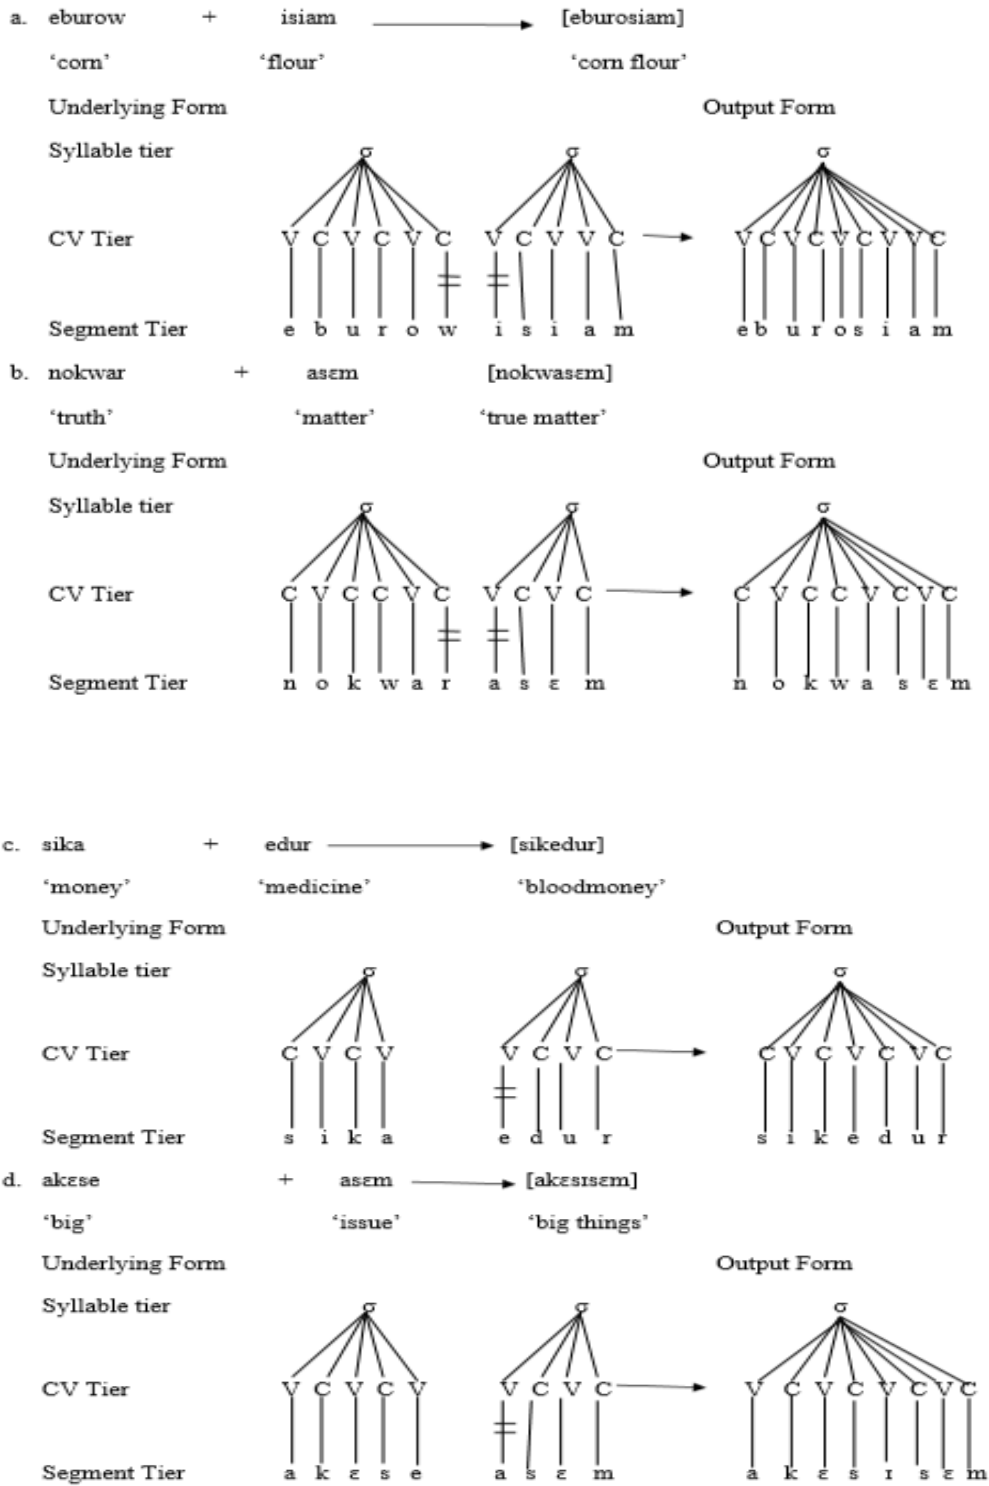 a. eburow + isiam [eburosiam]
‘corn’ ‘flour’ ‘corn flour’
Underlying Form Output Form
Syllable tier σ σ σ
CV Tier V C V C V C V C V V C V C V C V C V V C
Segment Tier e b u r o w i s i a m e b u r o s i a m
b. nokwar + asɛm [nokwasɛm]
‘truth’ ‘matter’ ‘true matter’
Underlying Form Output Form
Syllable tier σ σ σ
CV Tier C V C C V C V C V C C V C C V C V C
Segment Tier n o k w a r a s ɛ m n o k w a s ɛ m
c. sika + edur [sikedur]
‘money’ ‘medicine’ ‘bloodmoney’
Underlying Form Output Form
Syllable tier σ σ σ
CV Tier C V C V V C V C C V C V C V C
Segment Tier s i k a e d u r s i k e d u r
d. akɛse + asɛm [akɛsɪsɛm]
‘big’ ‘issue’ ‘big things’
Underlying Form Output Form
Syllable tier σ σ σ
CV Tier V C V C V V C V C V C V C V C V C
Segment Tier a k ɛ s e a s ɛ m a k ɛ s ɪ s ɛ m